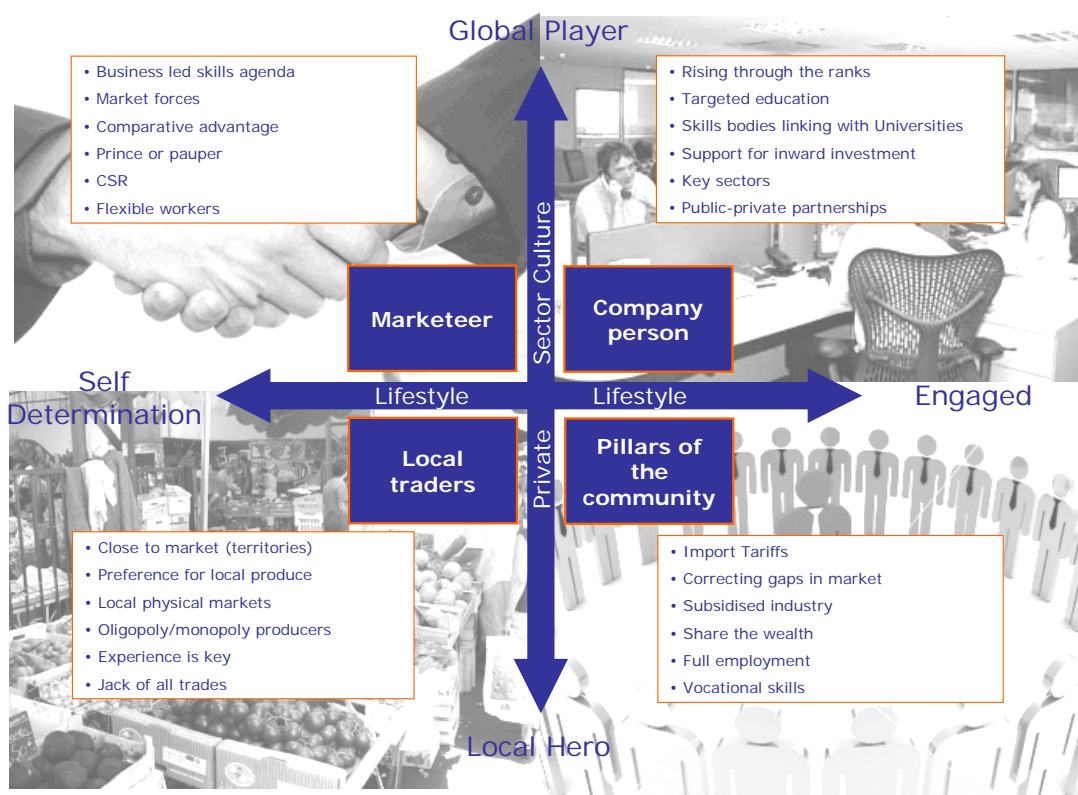 Global Player
• Business led skills agenda
• Market forces
• Comparative advantage
• Prince or pauper
• CSR
• Flexible workers
• Rising through the ranks
• Targeted education
• Skills bodies linking with Universities
• Support for inward investment
• Key sectors
• Public-private partnerships
Sector Culture
Marketeer
Company
person
Self
Determination
Lifestyle
Lifestyle
Engaged
Local
traders
Private
Pillars of
the
community
• Close to market (territories)
• Preference for local produce
• Local physical markets
• Oligopoly/monopoly producers
• Experience is key
• Jack of all trades
• Import Tariffs
• Correcting gaps in market
• Subsidised industry
• Share the wealth
• Full employment
• Vocational skills
Local Hero